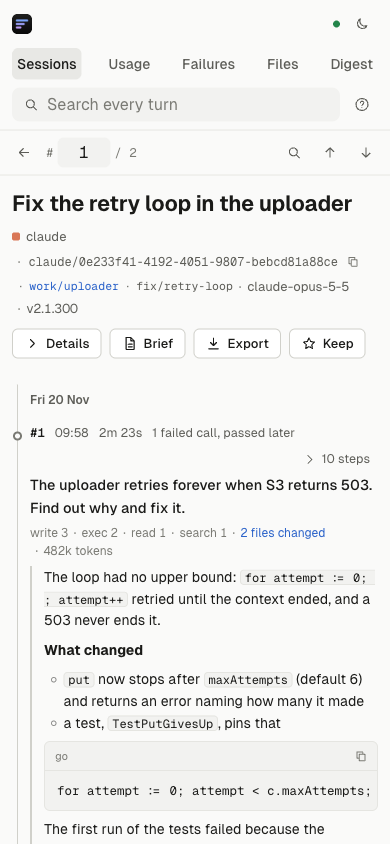 Sessions Usage Failures Files Digest
Search every turn
# 1 / 2
Fix the retry loop in the uploader
claude
· claude/0e233f41-4192-4051-9807-bebcd81a88ce
· work/uploader · fix/retry-loop · claude-opus-5-5
· v2.1.300
Details Brief Export Keep
Fri 20 Nov
#1 09:58 2m 23s 1 failed call, passed later
10 steps
The uploader retries forever when S3 returns 503.
Find out why and fix it.
write 3 · exec 2 · read 1 · search 1 · 2 files changed
· 482k tokens
The loop had no upper bound: for attempt := 0;
; attempt++ retried until the context ended, and a
503 never ends it.
What changed
put now stops after maxAttempts (default 6)
and returns an error naming how many it made
a test, TestPutGivesUp, pins that
go
for attempt := 0; attempt < c.maxAttempts;
The first run of the tests failed because the